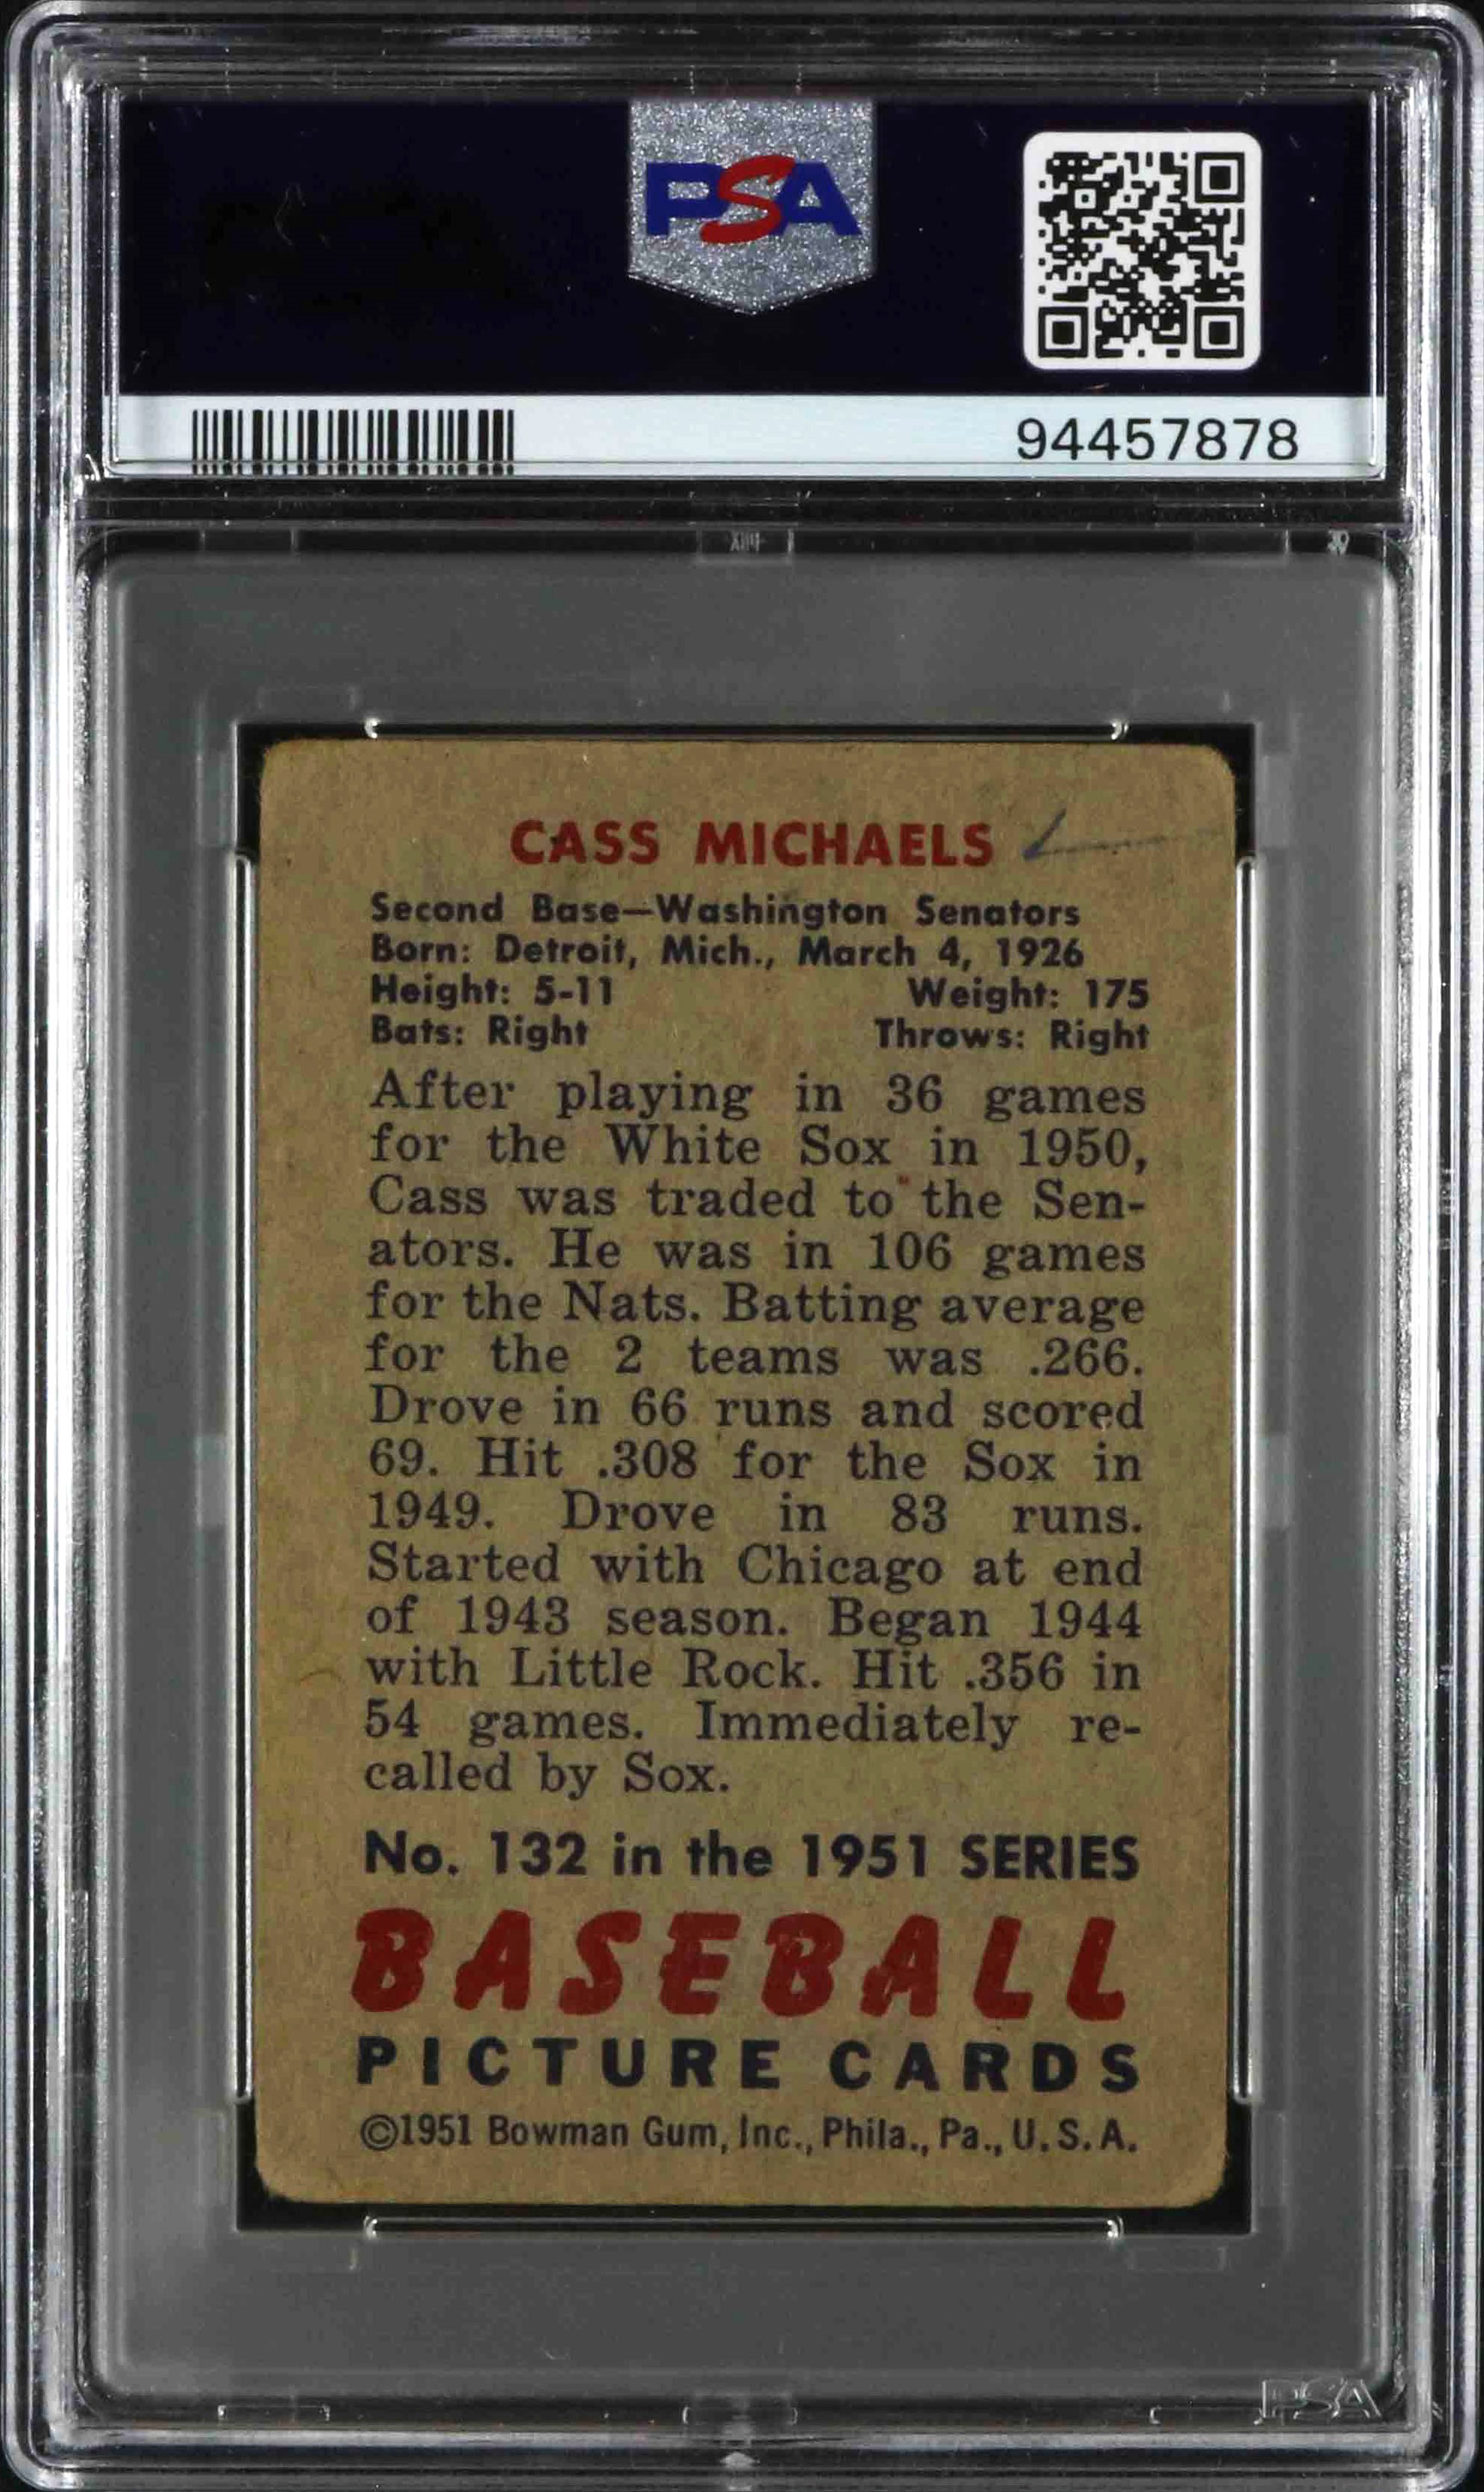 PSA
94457878
CASS MICHAELS
Second Base—Washington Senators
Born: Detroit, Mich., March 4, 1926
Height: 5-11 Weight: 175
Bats: Right Throws: Right
After playing in 36 games
for the White Sox in 1950,
Cass was traded to the Sen-
ators. He was in 106 games
for the Nats. Batting average
for the 2 teams was .266.
Drove in 66 runs and scored
69. Hit .308 for the Sox in
1949. Drove in 83 runs.
Started with Chicago at end
of 1943 season. Began 1944
with Little Rock. Hit .356 in
54 games. Immediately re-
called by Sox.
No. 132 in the 1951 SERIES
BASEBALL
PICTURE CARDS
©1951 Bowman Gum, Inc., Phila., Pa., U.S.A.
PSA